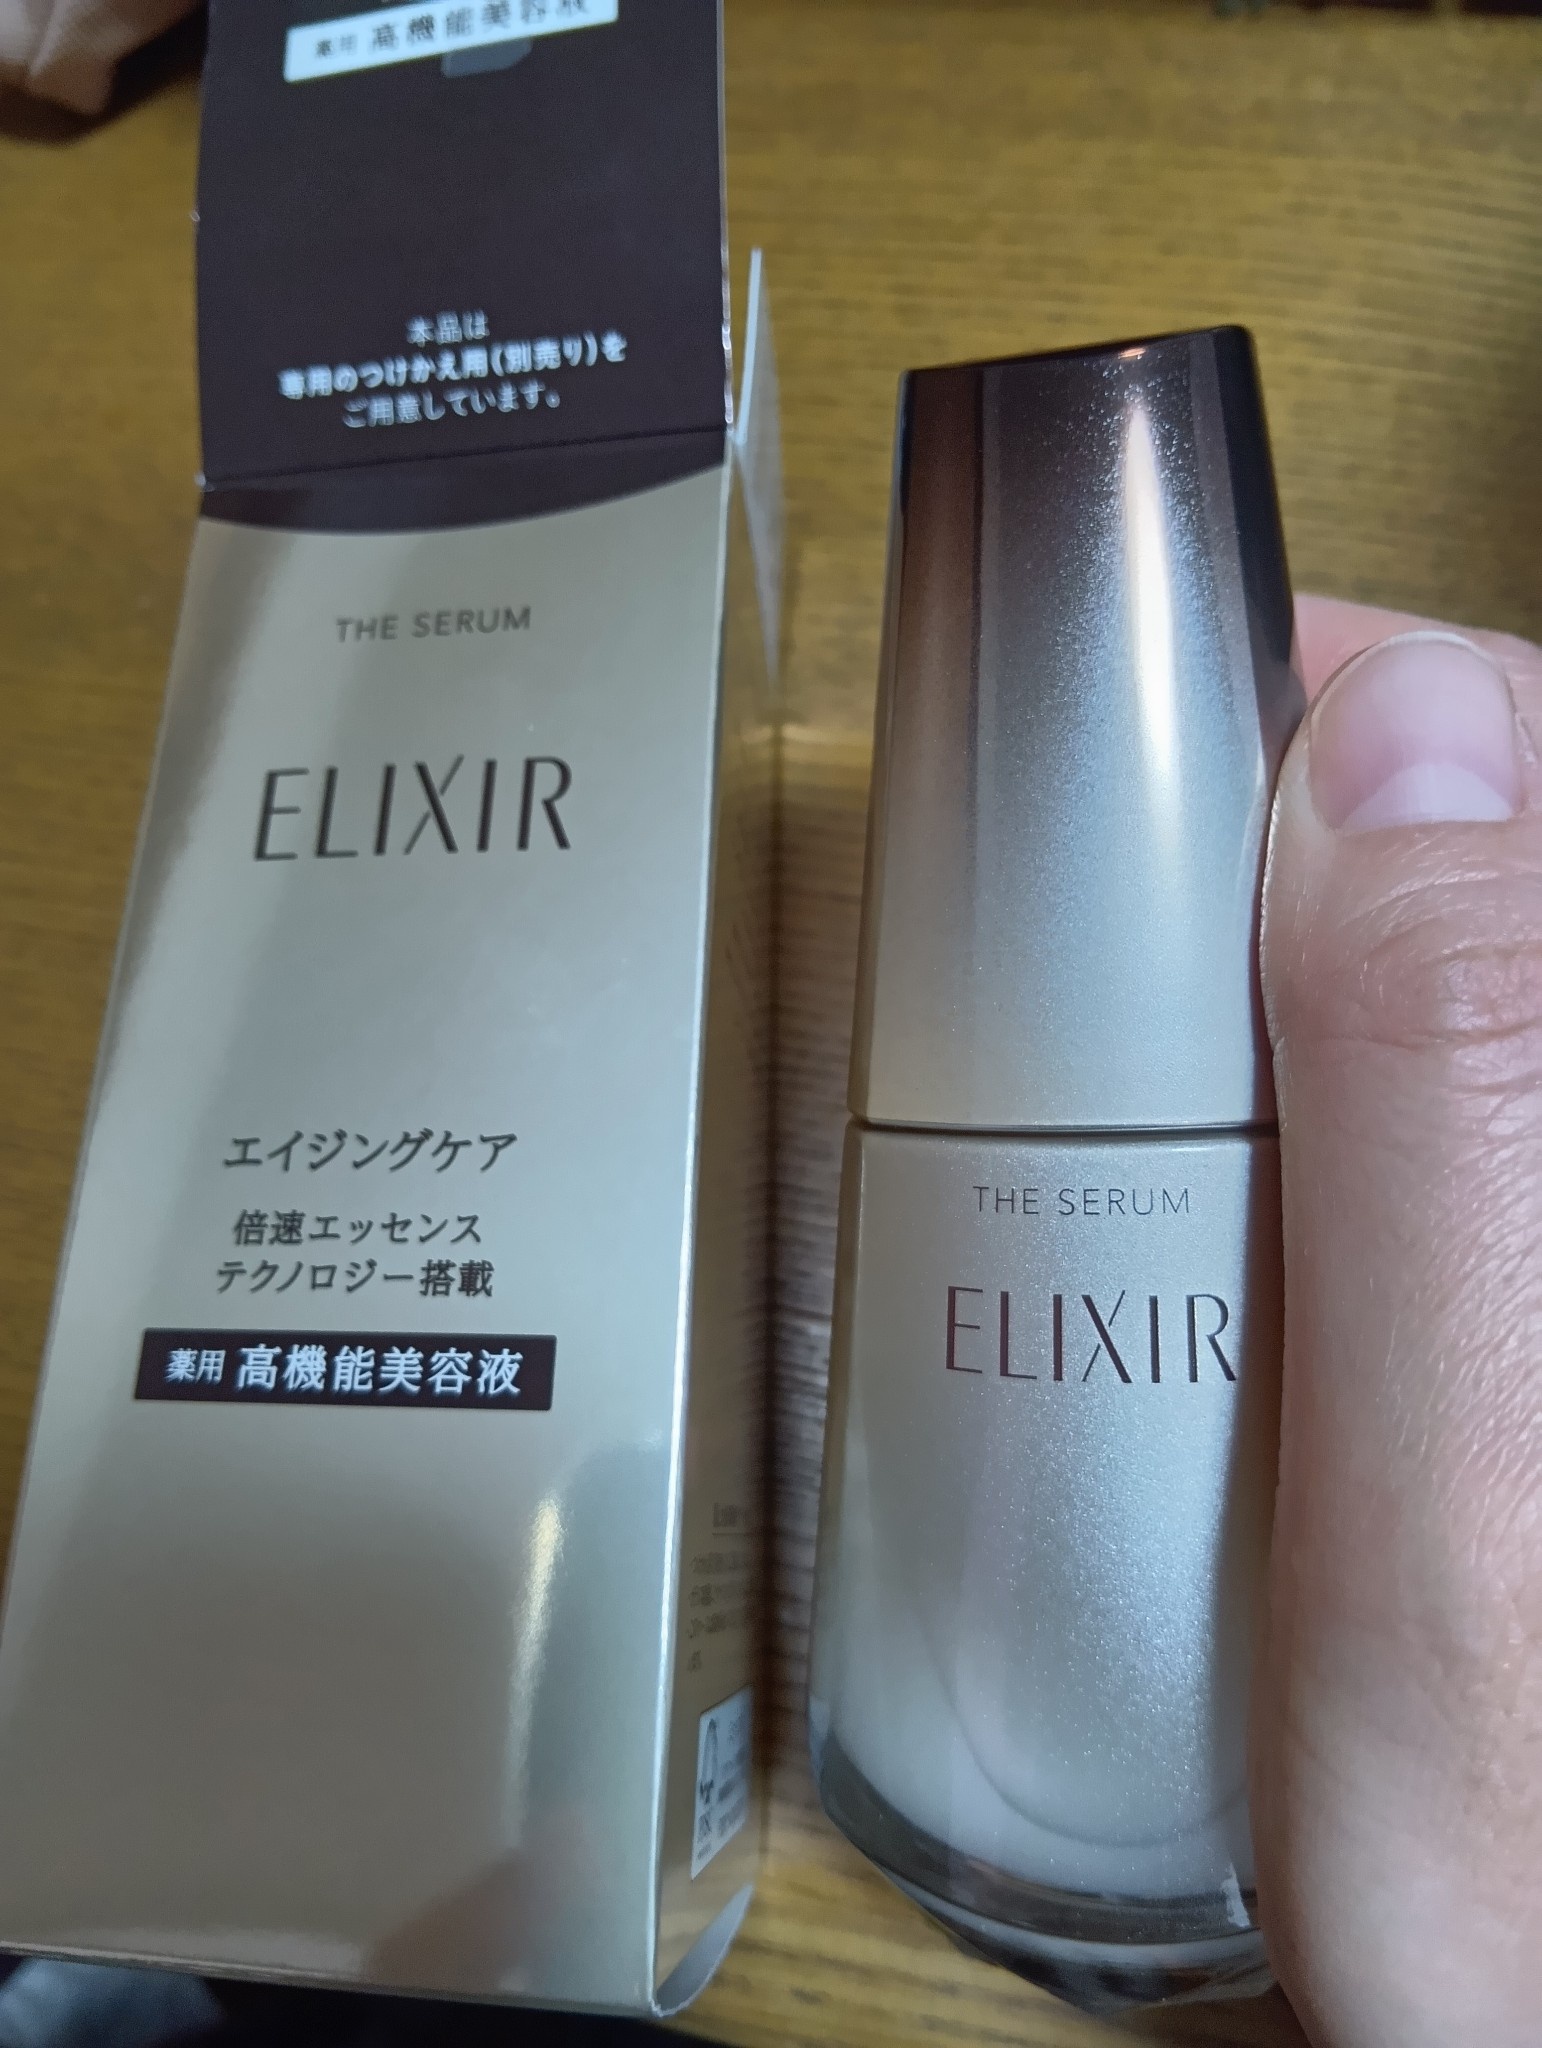 薬用 高機能美容液
本品は
専用のつけかえ用(別売り)を
ご用意しています。
THE SERUM
ELIXIR
エイジングケア
倍速エッセンス
テクノロジー搭載
薬用 高機能美容液
THE SERUM
ELIXIR